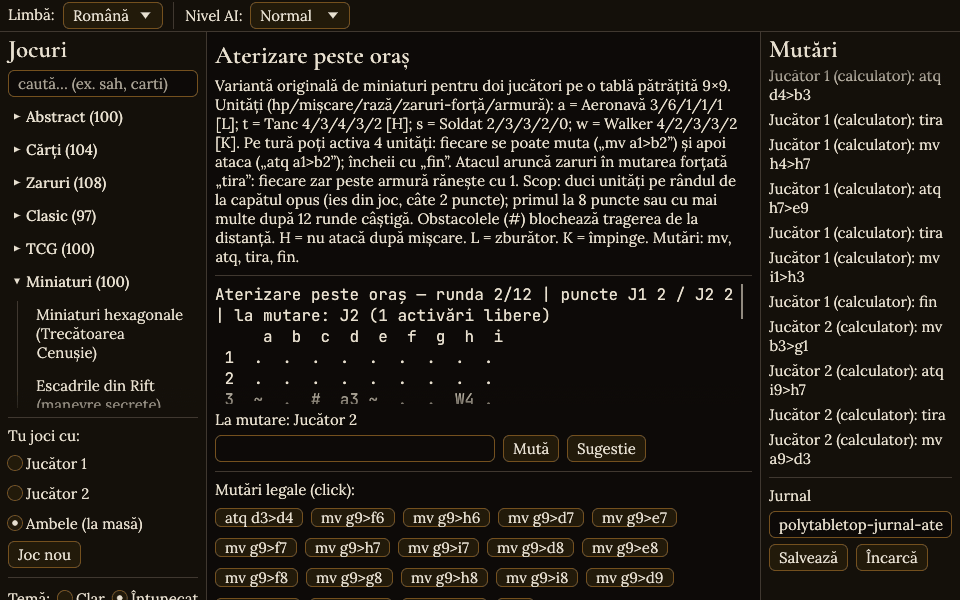 Limbă: Română ▼ Nivel AI: Normal ▼
Jocuri
caută... (ex. sah, carti)
▸ Abstract (100)
▸ Cărți (104)
▸ Zaruri (108)
▸ Clasic (97)
▸ TCG (100)
▾ Miniaturi (100)
Miniaturi hexagonale
(Trecătoarea
Cenușie)
Escadrile din Rift
(manevre secrete)
Tu joci cu:
Jucător 1
Jucător 2
Ambele (la masă)
Joc nou
Temă: Clar Întunecat
Aterizare peste oraș
Variantă originală de miniaturi pentru doi jucători pe o tablă pătrățită 9×9.
Unități (hp/mișcare/rază/zaruri-forță/armură): a = Aeronavă 3/6/1/1/1
[L]; t = Tanc 4/3/4/3/2 [H]; s = Soldat 2/3/3/2/0; w = Walker 4/2/3/3/2
[K]. Pe tură poți activa 4 unități: fiecare se poate muta („mv a1>b2”) și apoi
ataca („atq a1>b2”); închei cu „fin”. Atacul aruncă zaruri în mutarea forțată
„tira”: fiecare zar peste armură rănește cu 1. Scop: duci unități pe rândul de
la capătul opus (ies din joc, câte 2 puncte); primul la 8 puncte sau cu mai
multe după 12 runde câștigă. Obstacolele (#) blochează tragerea de la
distanță. H = nu atacă după mișcare. L = zburător. K = împinge. Mutări: mv,
atq, tira, fin.
Aterizare peste oraș — runda 2/12 | puncte J1 2 / J2 2
| la mutare: J2 (1 activări libere)
a b c d e f g h i
1 . . . . . . . . .
2 . . . . . . . . .
3 ~ . # a3 ~ . . W4 .
La mutare: Jucător 2
Mută Sugestie
Mutări legale (click):
atq d3>d4 mv g9>f6 mv g9>h6 mv g9>d7 mv g9>e7
mv g9>f7 mv g9>h7 mv g9>i7 mv g9>d8 mv g9>e8
mv g9>f8 mv g9>g8 mv g9>h8 mv g9>i8 mv g9>d9
Mutări
Jucător 1 (calculator): atq
d4>b3
Jucător 1 (calculator): tira
Jucător 1 (calculator): mv
h4>h7
Jucător 1 (calculator): atq
h7>e9
Jucător 1 (calculator): tira
Jucător 1 (calculator): mv
i1>h3
Jucător 1 (calculator): fin
Jucător 2 (calculator): mv
b3>g1
Jucător 2 (calculator): atq
i9>h7
Jucător 2 (calculator): tira
Jucător 2 (calculator): mv
a9>d3
Jurnal
polytabletop-jurnal-ate
Salvează Încarcă